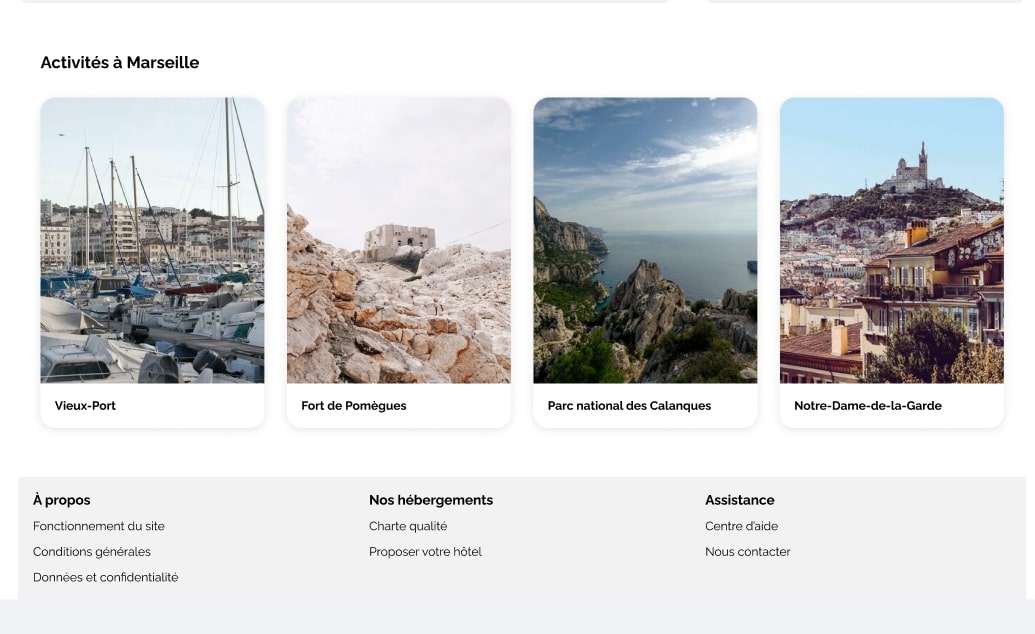 Activités à Marseille
Vieux-Port
Fort de Pomègues
Parc national des Calanques
Notre-Dame-de-la-Garde
À propos
Fonctionnement du site
Conditions générales
Données et confidentialité
Nos hébergements
Charte qualité
Proposer votre hôtel
Assistance
Centre d'aide
Nous contacter